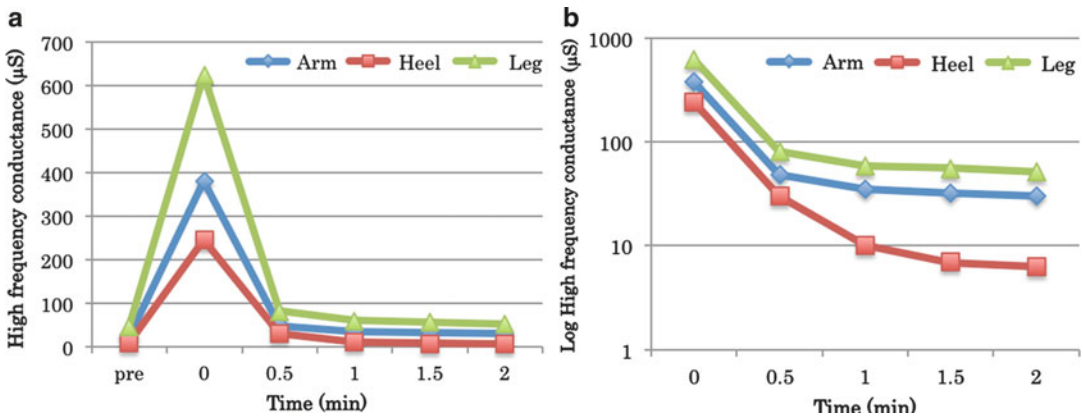 a
High frequency conductance (µS)
700
600
500
400
300
200
100
0
Arm Heel Leg
pre 0 0.5 1 1.5 2
Time (min)
b
Log High frequency conductance (µS)
1000
100
10
1
Arm Heel Leg
0 0.5 1 1.5 2
Time (min)